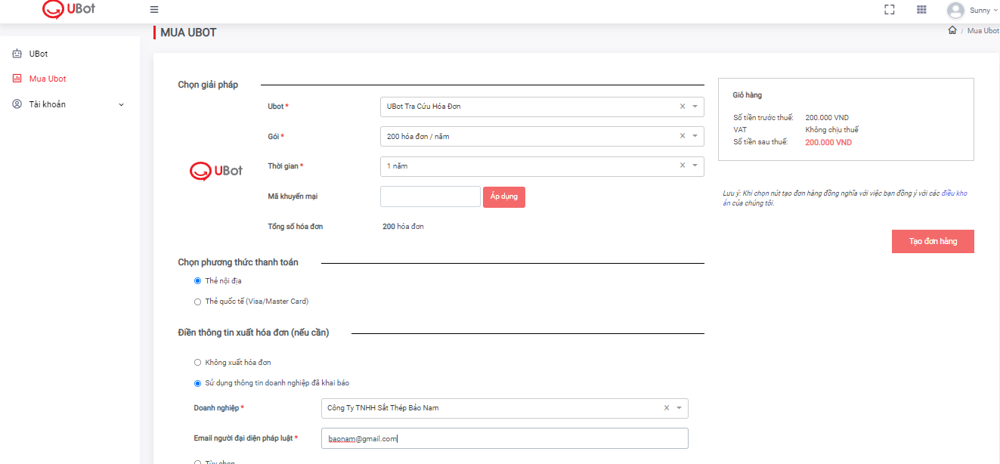 UBot
Sunny
MUA UBOT
/ Mua Ubot
UBot
Mua Ubot
Tài khoản
Chọn giải pháp
Ubot *
UBot Tra Cứu Hóa Đơn
Gói *
200 hóa đơn / năm
Thời gian *
1 năm
UBot
Mã khuyến mại
Áp dụng
Tổng số hóa đơn
200 hóa đơn
Giỏ hàng
Số tiền trước thuế: 200.000 VND
VAT Không chịu thuế
Số tiền sau thuế: 200.000 VND
Lưu ý: Khi chọn nút tạo đơn hàng đồng nghĩa với việc bạn đồng ý với các điều kho
ản của chúng tôi.
Tạo đơn hàng
Chọn phương thức thanh toán
Thẻ nội địa
Thẻ quốc tế (Visa/Master Card)
Điền thông tin xuất hóa đơn (nếu cần)
Không xuất hóa đơn
Sử dụng thông tin doanh nghiệp đã khai báo
Doanh nghiệp *
Công Ty TNHH Sắt Thép Bảo Nam
Email người đại diện pháp luật *
baonam@gmail.com
Tùy chọn